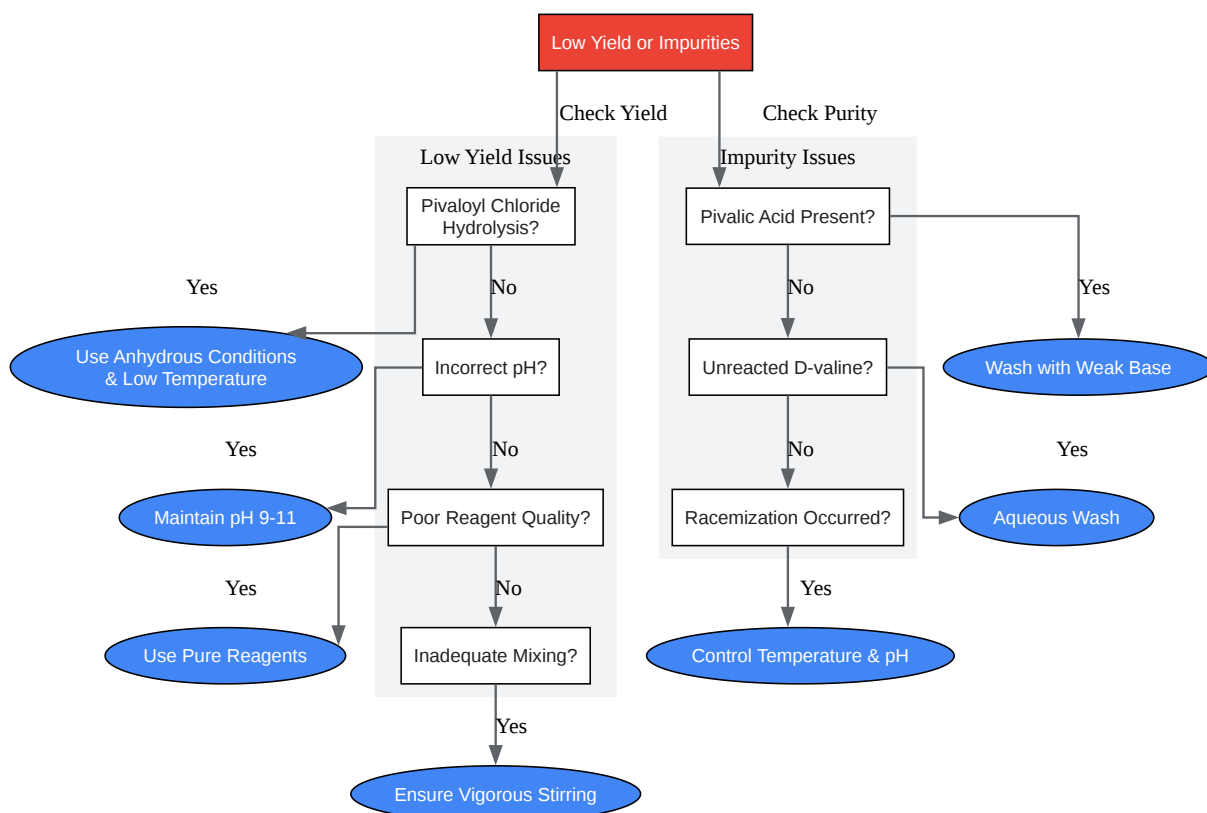 Low Yield or Impurities
Check Yield
Check Purity
Low Yield Issues
Impurity Issues
Pivaloyl Chloride
Hydrolysis?
Pivalic Acid Present?
Yes
No
No
Yes
Use Anhydrous Conditions
& Low Temperature
Incorrect pH?
Unreacted D-valine?
Wash with Weak Base
Yes
No
No
Yes
Maintain pH 9-11
Poor Reagent Quality?
Racemization Occurred?
Aqueous Wash
Yes
No
Yes
Use Pure Reagents
Inadequate Mixing?
Control Temperature & pH
Yes
Ensure Vigorous Stirring